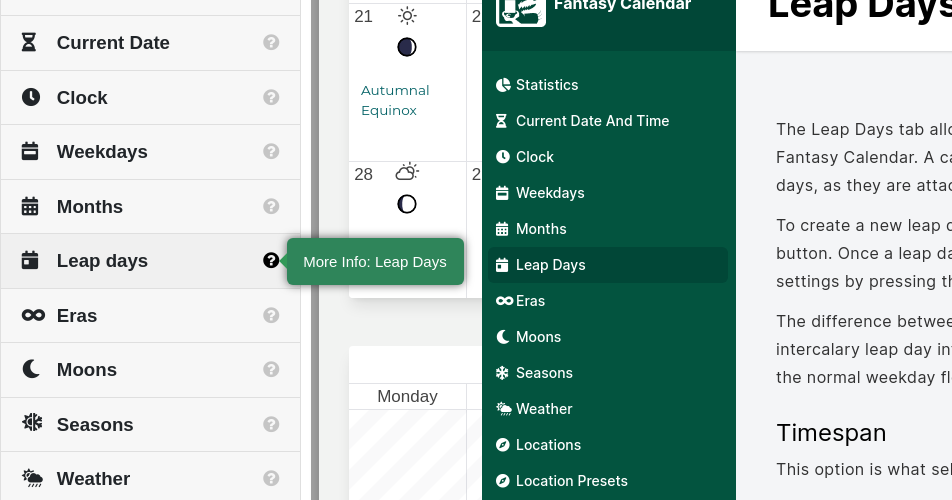 Current Date
Clock
Weekdays
Months
Leap days
Eras
Moons
Seasons
Weather
More Info: Leap Days
21
2
Autumnal
Equinox
28
2
Monday
Fantasy Calendar
Statistics
Current Date And Time
Clock
Weekdays
Months
Leap Days
Eras
Moons
Seasons
Weather
Locations
Location Presets
Leap Days
The Leap Days tab allo
Fantasy Calendar. A ca
days, as they are attac
To create a new leap d
button. Once a leap da
settings by pressing th
The difference betwee
intercalary leap day in
the normal weekday fl
Timespan
This option is what sel